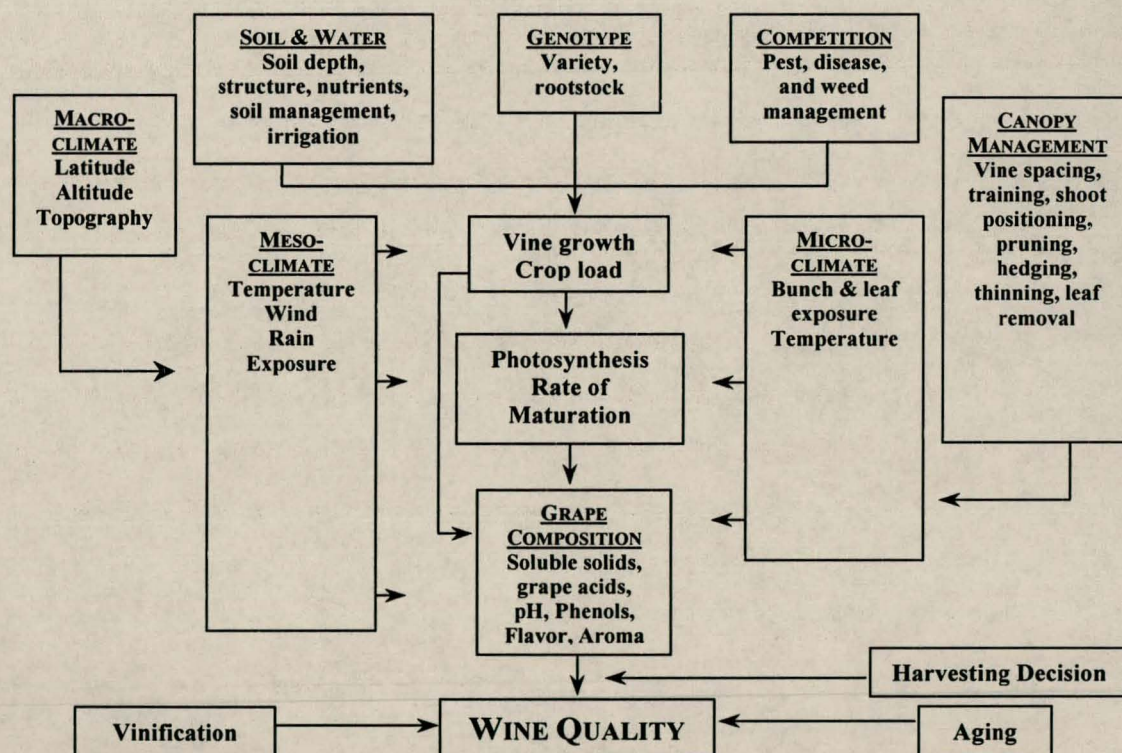 SOIL & WATER
Soil depth,
structure, nutrients,
soil management,
irrigation
GENOTYPE
Variety,
rootstock
COMPETITION
Pest, disease,
and weed
management
MACRO-
CLIMATE
Latitude
Altitude
Topography
CANOPY
MANAGEMENT
Vine spacing,
training, shoot
positioning,
pruning,
hedging,
thinning, leaf
removal
MESO-
CLIMATE
Temperature
Wind
Rain
Exposure
Vine growth
Crop load
MICRO-
CLIMATE
Bunch & leaf
exposure
Temperature
Photosynthesis
Rate of
Maturation
GRAPE
COMPOSITION
Soluble solids,
grape acids,
pH, Phenols,
Flavor, Aroma
Harvesting Decision
Vinification
WINE QUALITY
Aging